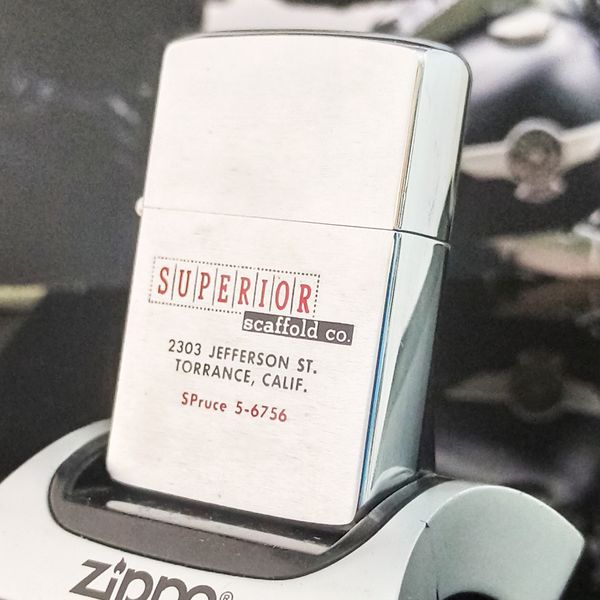 SUPERIOR
scaffold co.
2303 JEFFERSON ST.
TORRANCE, CALIF.
SPruce 5-6756
zippo®